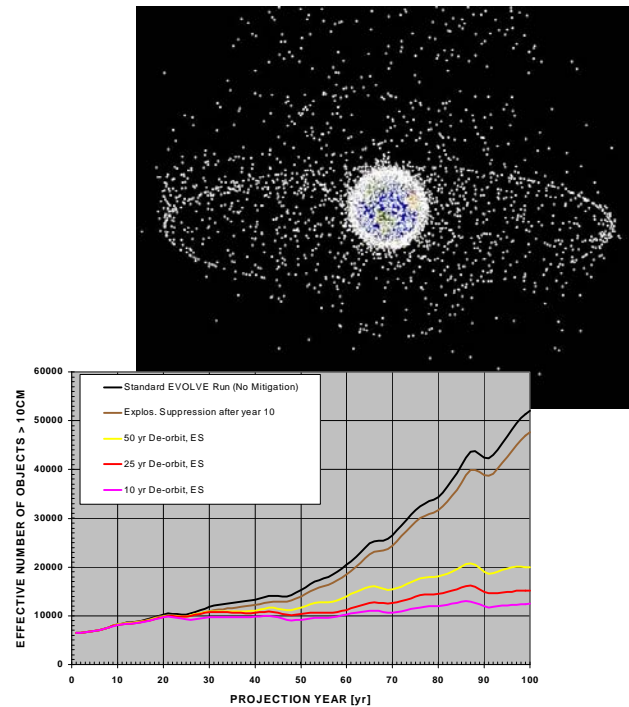 60000
50000
40000
30000
20000
10000
0
EFFECTIVE NUMBER OF OBJECTS > 10CM
Standard EVOLVE Run (No Mitigation)
Explos. Suppression after year 10
50 yr De-orbit, ES
25 yr De-orbit, ES
10 yr De-orbit, ES
0 10 20 30 40 50 60 70 80 90 100
PROJECTION YEAR [yr]